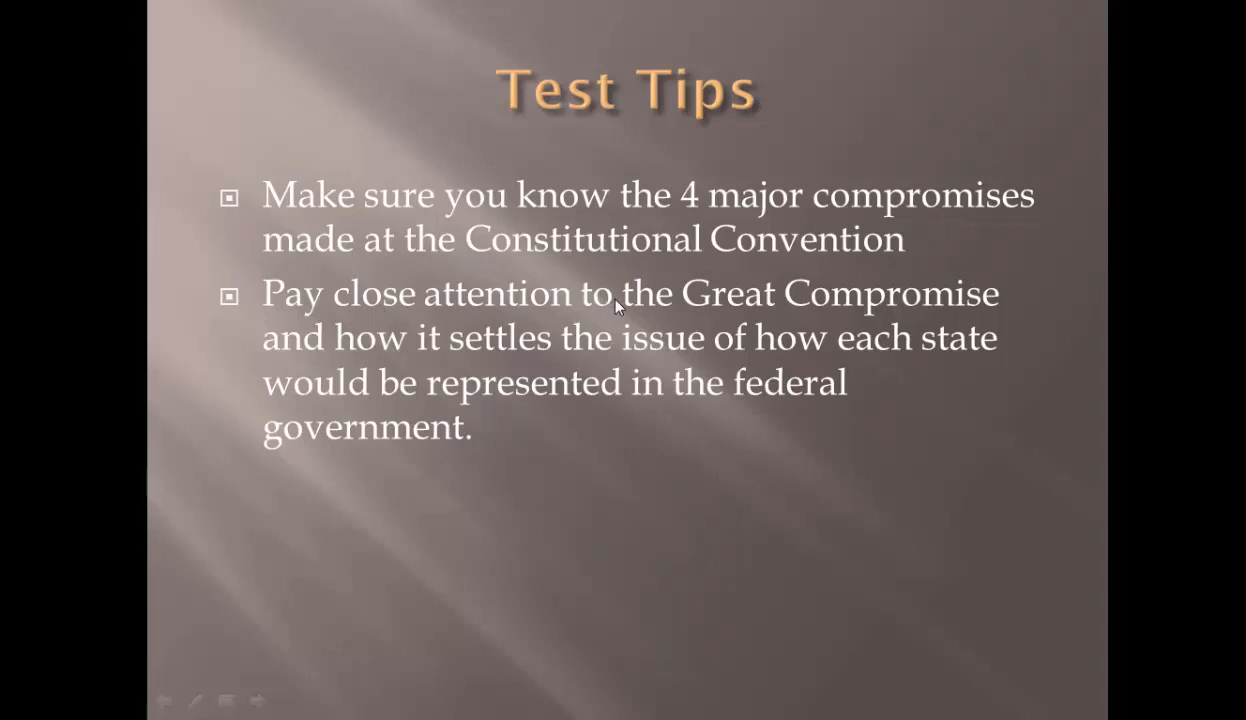 Test Tips
Make sure you know the 4 major compromises
made at the Constitutional Convention
Pay close attention to the Great Compromise
and how it settles the issue of how each state
would be represented in the federal
government.